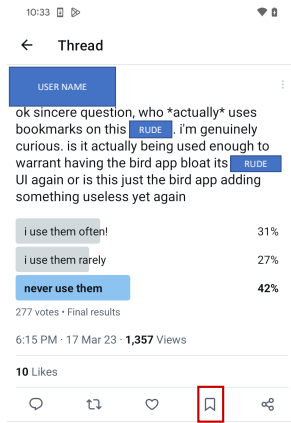 10:33
Thread
USER NAME
ok sincere question, who *actually* uses
bookmarks on this RUDE . i'm genuinely
curious. is it actually being used enough to
warrant having the bird app bloat its RUDE
UI again or is this just the bird app adding
something useless yet again
i use them often! 31%
i use them rarely 27%
never use them 42%
277 votes • Final results
6:15 PM · 17 Mar 23 · 1,357 Views
10 Likes